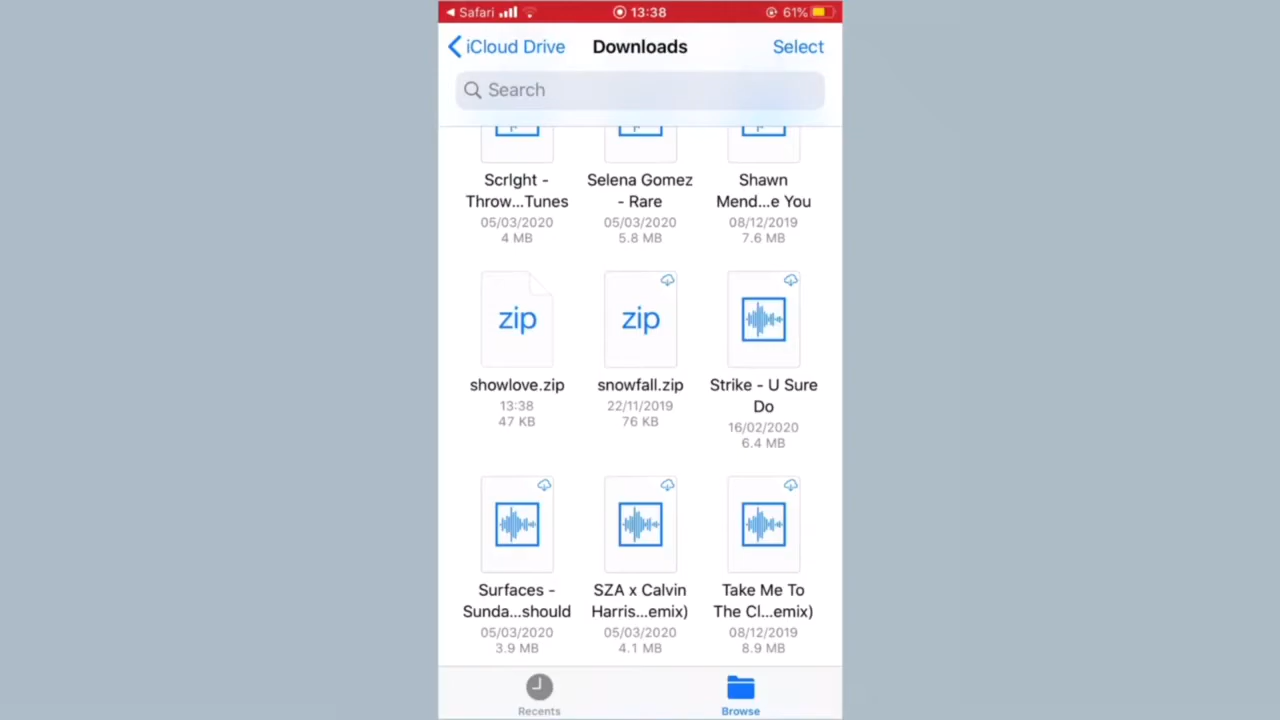 Safari 13:38 61%
iCloud Drive Downloads Select
Search
Scrlght - Throw...Tunes
05/03/2020
4 MB
Selena Gomez - Rare
05/03/2020
5.8 MB
Shawn Mend...e You
08/12/2019
7.6 MB
zip
showlove.zip
13:38
47 KB
zip
snowfall.zip
22/11/2019
76 KB
Strike - U Sure Do
16/02/2020
6.4 MB
Surfaces - Sunda...should
05/03/2020
3.9 MB
SZA x Calvin Harris...emix)
05/03/2020
4.1 MB
Take Me To The Cl...emix)
08/12/2019
8.9 MB
Recents
Browse